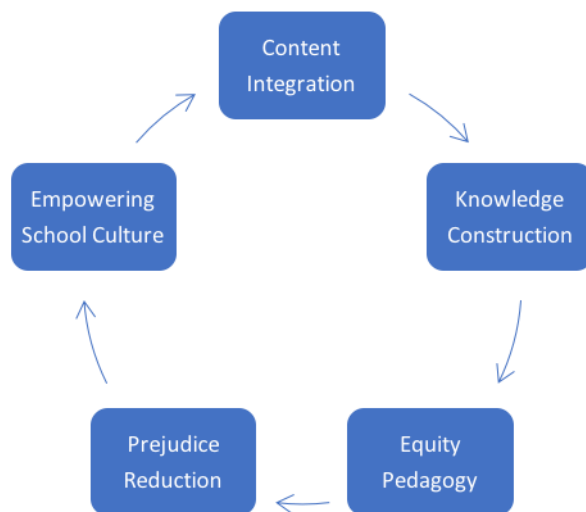 Content
Integration
Knowledge
Construction
Equity
Pedagogy
Prejudice
Reduction
Empowering
School Culture